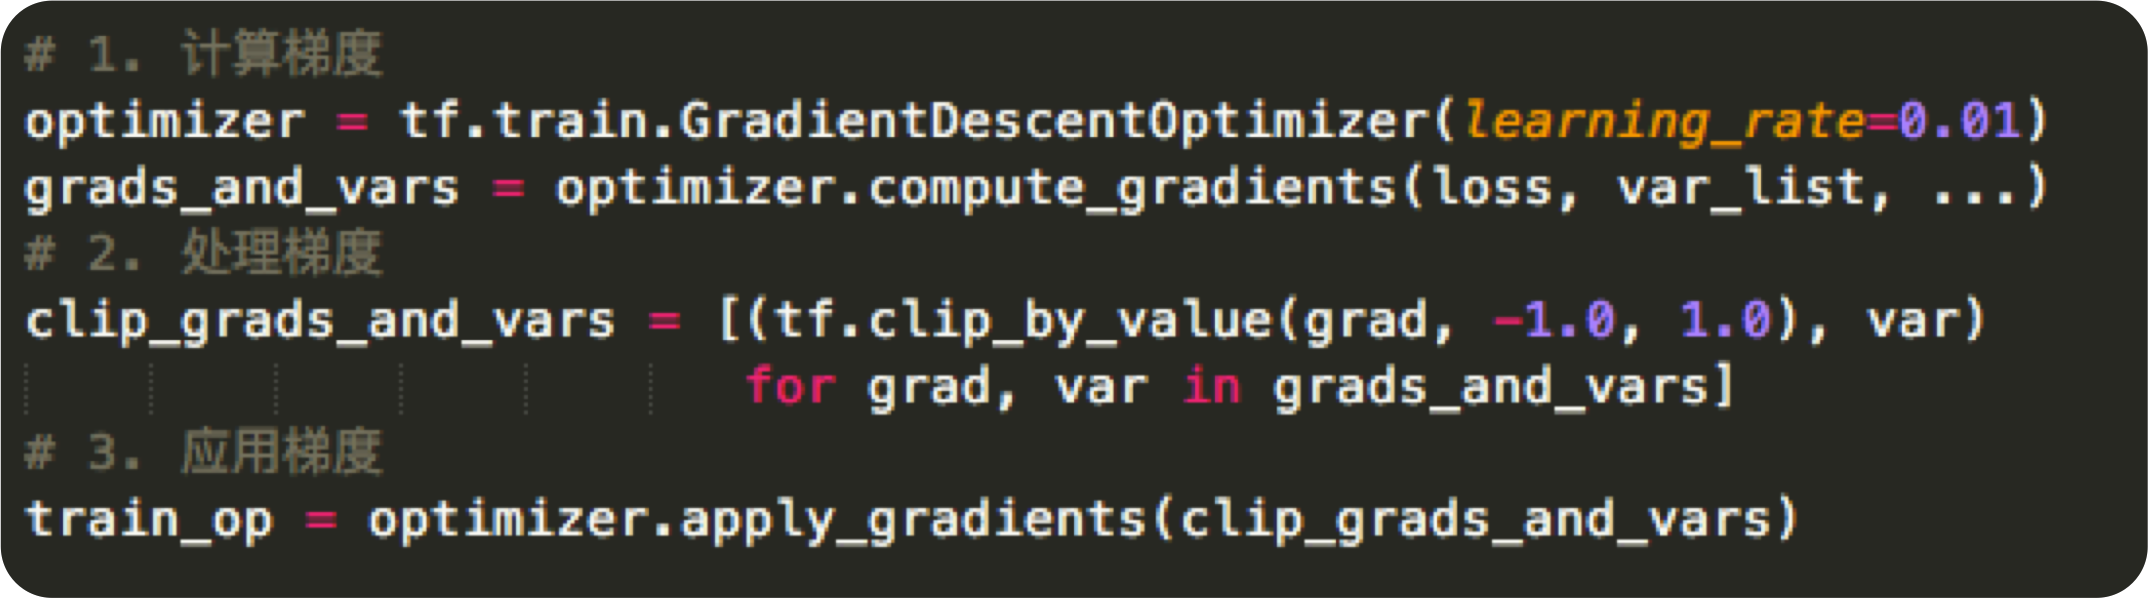 # 1. 计算梯度
optimizer = tf.train.GradientDescentOptimizer(learning_rate=0.01)
grads_and_vars = optimizer.compute_gradients(loss, var_list, ...)
# 2. 处理梯度
clip_grads_and_vars = [(tf.clip_by_value(grad, -1.0, 1.0), var)
for grad, var in grads_and_vars]
# 3. 应用梯度
train_op = optimizer.apply_gradients(clip_grads_and_vars)